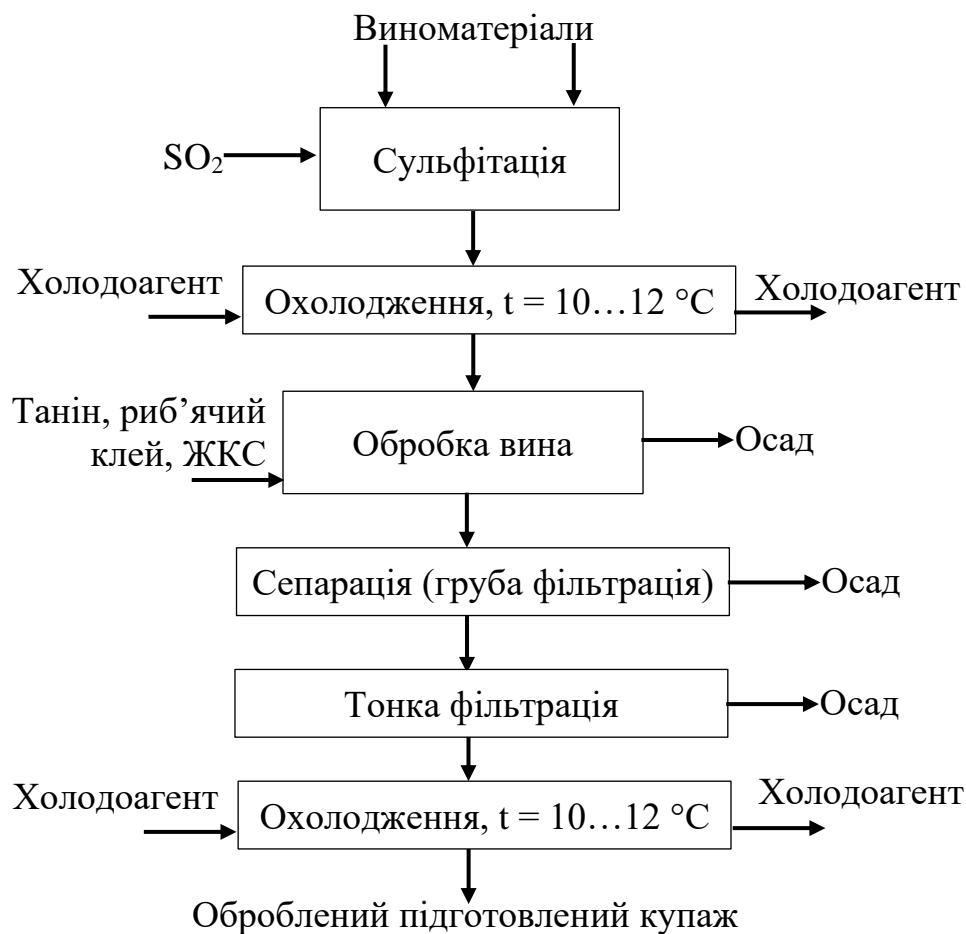 Виноматеріали
SO₂
Сульфітація
Холодоагент
Охолодження, t = 10…12 °С
Холодоагент
Танін, риб’ячий
клей, ЖКС
Обробка вина
Осад
Сепарація (груба фільтрація)
Осад
Тонка фільтрація
Осад
Холодоагент
Охолодження, t = 10…12 °С
Холодоагент
Оброблений підготовлений купаж